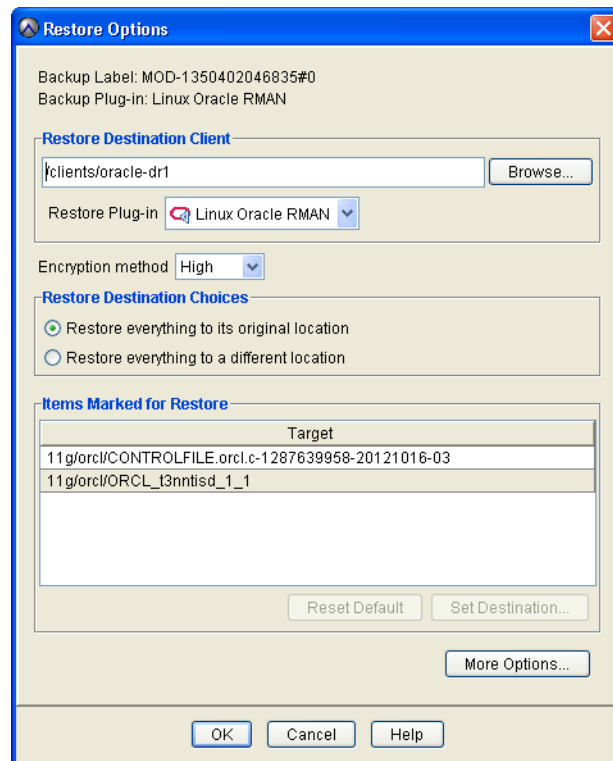 Restore Options
Backup Label: MOD-1350402046835#0
Backup Plug-in: Linux Oracle RMAN
Restore Destination Client
/clients/oracle-dr1
Browse...
Restore Plug-in Linux Oracle RMAN
Encryption method High
Restore Destination Choices
Restore everything to its original location
Restore everything to a different location
Items Marked for Restore
Target
11g/orcl/CONTROLFILE.orcl.c-1287639958-20121016-03
11g/orcl/ORCL_t3nntisd_1_1
Reset Default Set Destination...
More Options...
OK Cancel Help